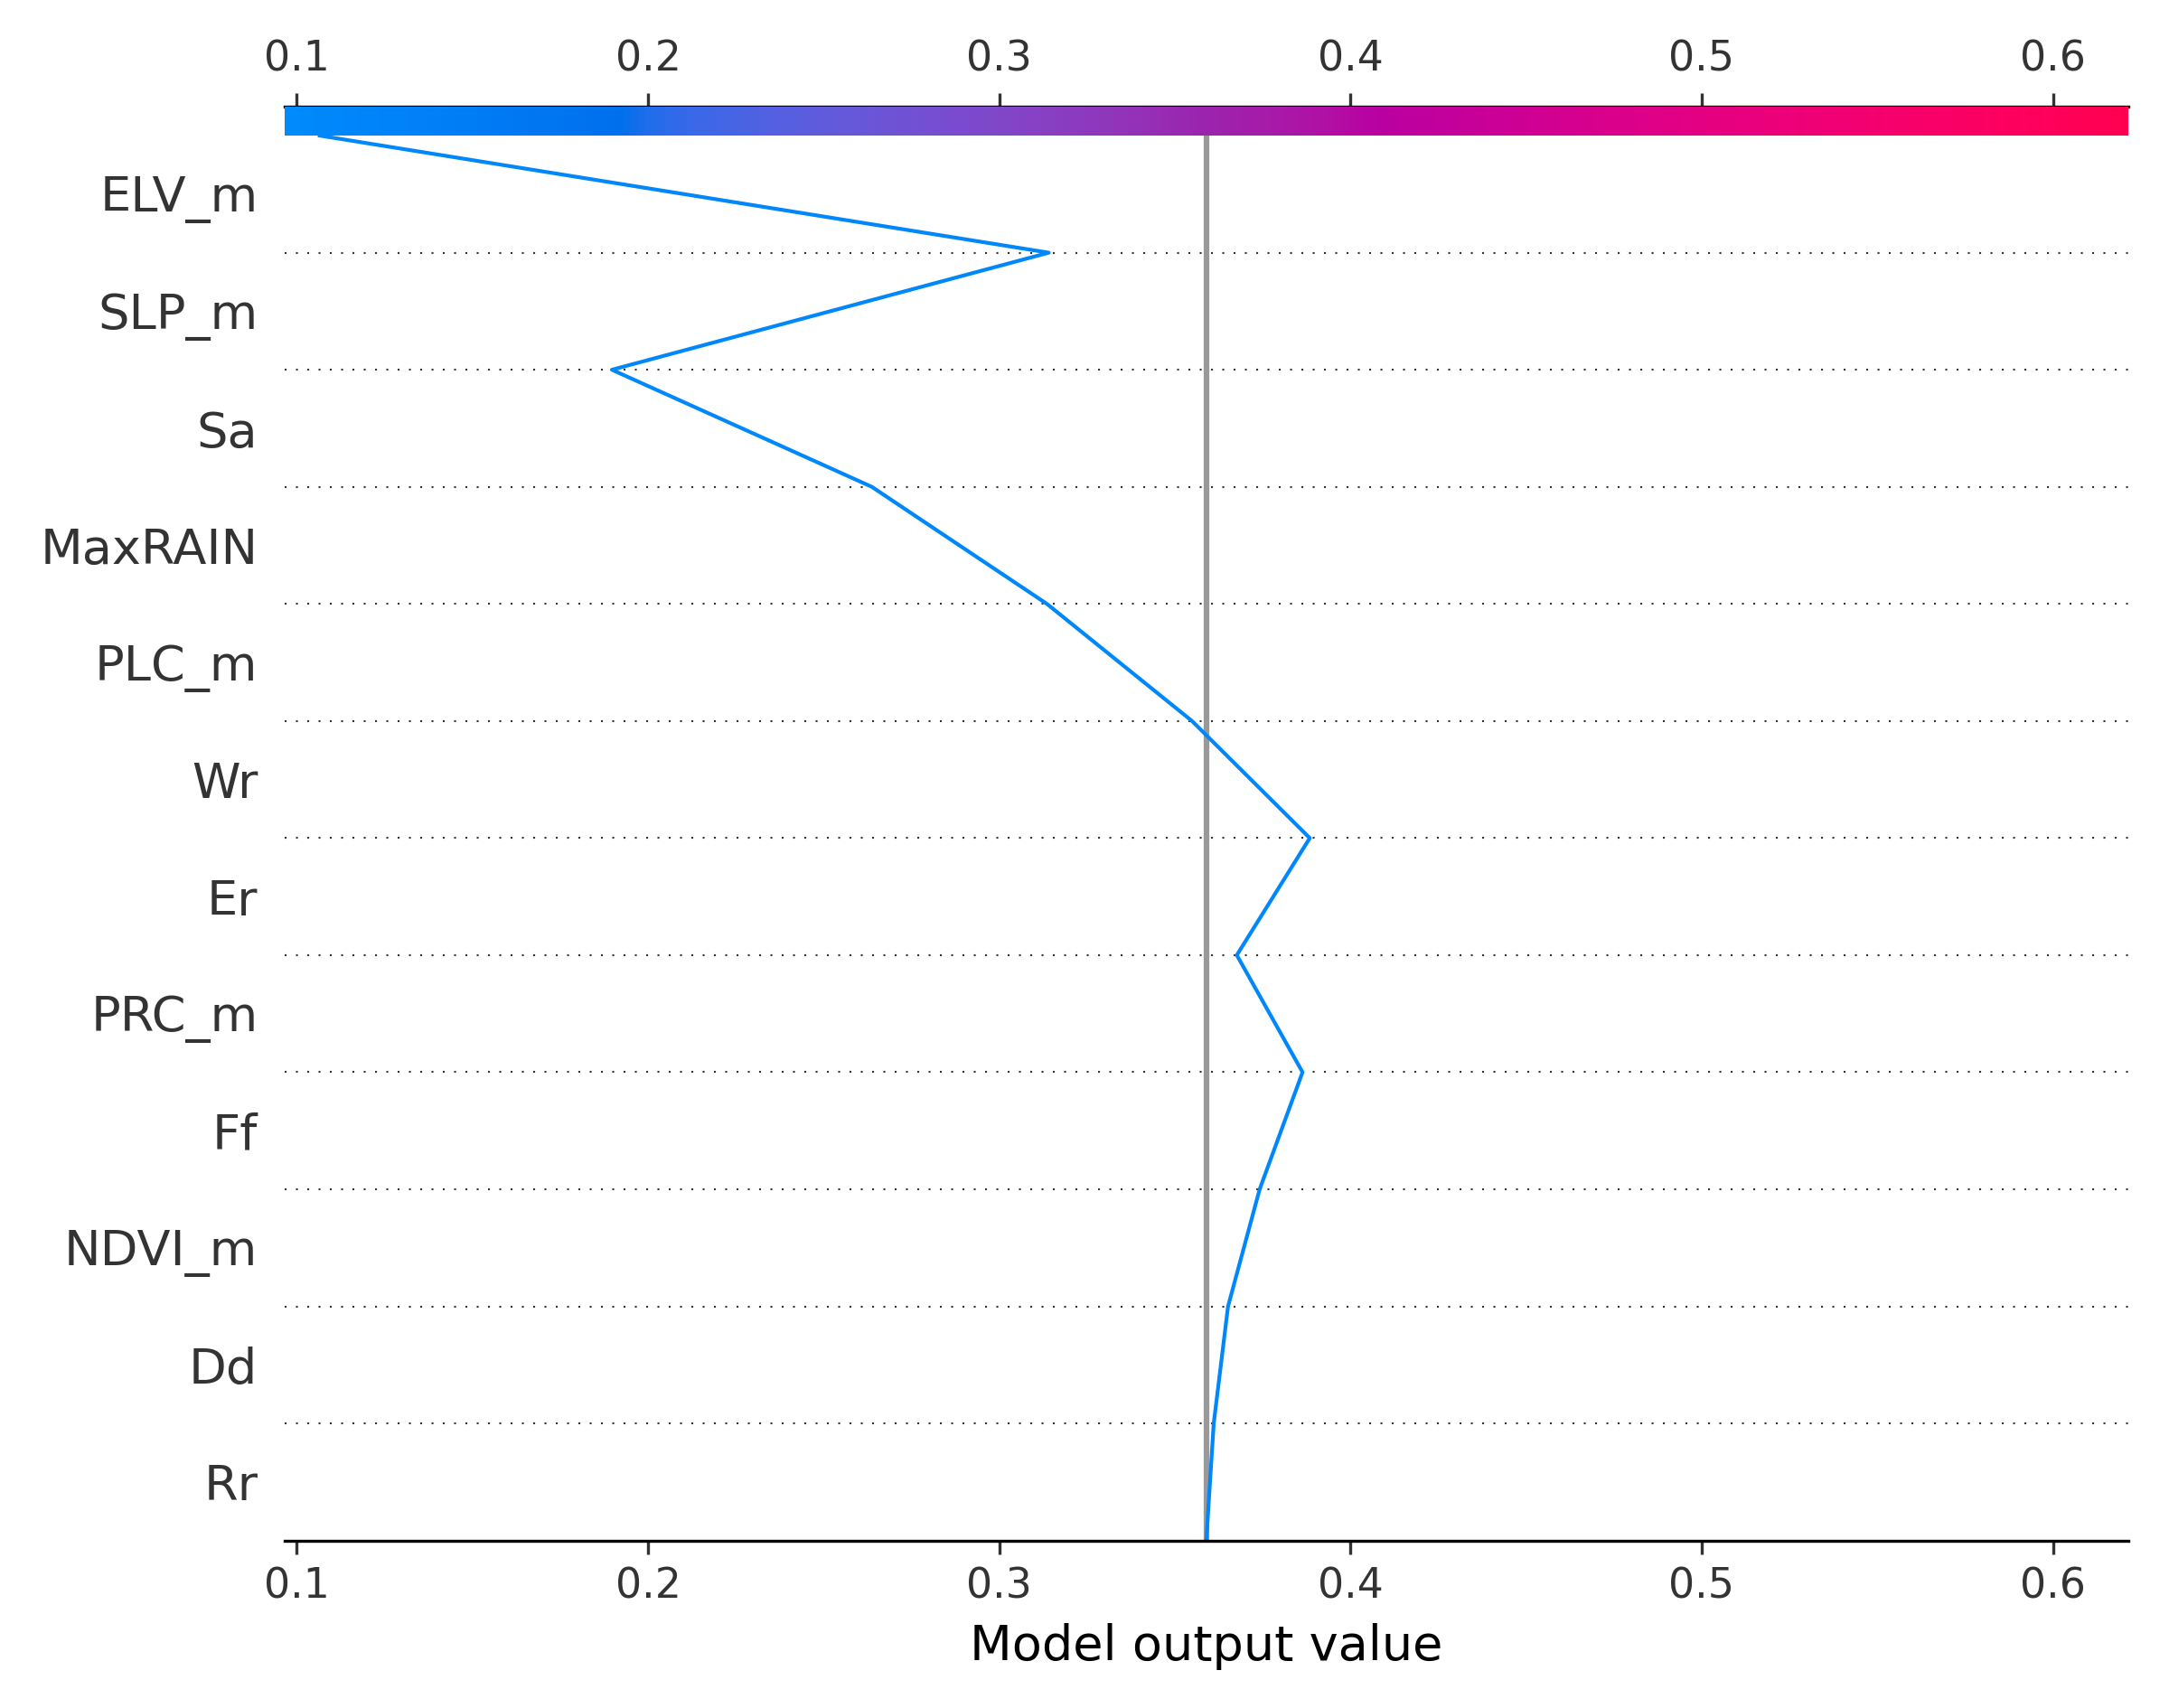 0.1 0.2 0.3 0.4 0.5 0.6
ELV_m
SLP_m
Sa
MaxRAIN
PLC_m
Wr
Er
PRC_m
Ff
NDVI_m
Dd
Rr
0.1 0.2 0.3 0.4 0.5 0.6
Model output value